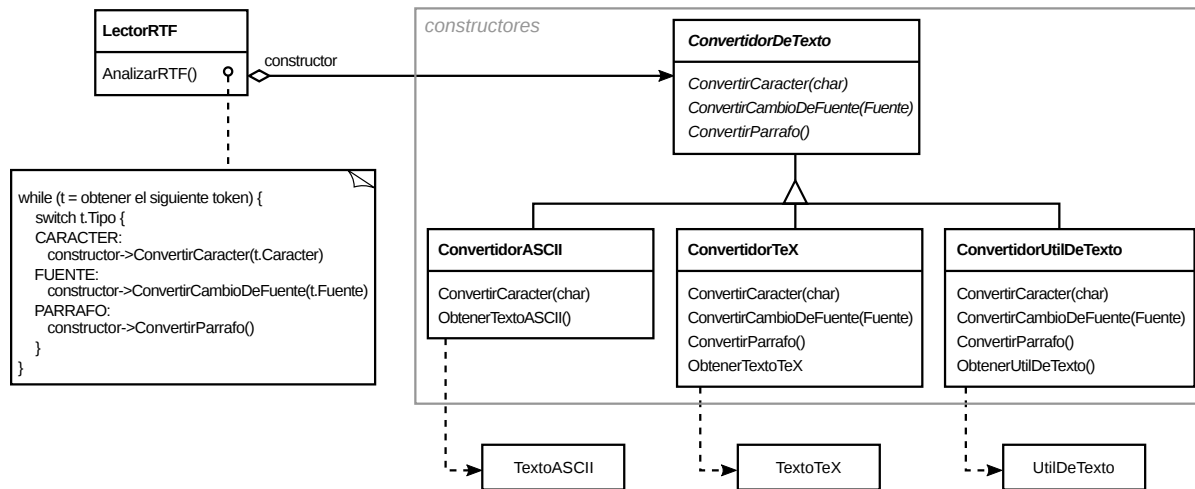 LectorRTF
AnalizarRTF()
constructor
constructores
ConvertidorDeTexto
ConvertirCaracter(char)
ConvertirCambioDeFuente(Fuente)
ConvertirParrafo()
while (t = obtener el siguiente token) {
switch t.Tipo {
CARACTER:
constructor->ConvertirCaracter(t.Caracter)
FUENTE:
constructor->ConvertirCambioDeFuente(t.Fuente)
PARRAFO:
constructor->ConvertirParrafo()
}
}
ConvertidorASCII
ConvertirCaracter(char)
ObtenerTextoASCII()
ConvertidorTeX
ConvertirCaracter(char)
ConvertirCambioDeFuente(Fuente)
ConvertirParrafo()
ObtenerTextoTeX
ConvertidorUtilDeTexto
ConvertirCaracter(char)
ConvertirCambioDeFuente(Fuente)
ConvertirParrafo()
ObtenerUtilDeTexto()
TextoASCII
TextoTeX
UtilDeTexto